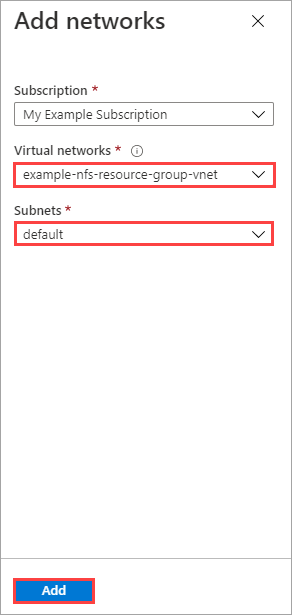 Add networks
Subscription *
My Example Subscription
Virtual networks *
example-nfs-resource-group-vnet
Subnets *
default
Add